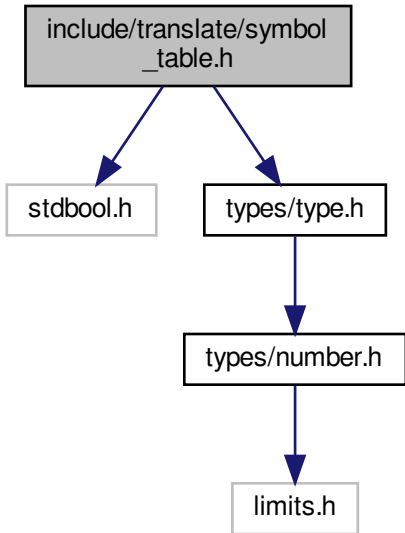 include/translate/symbol
_table.h
stdbool.h
types/type.h
types/number.h
limits.h